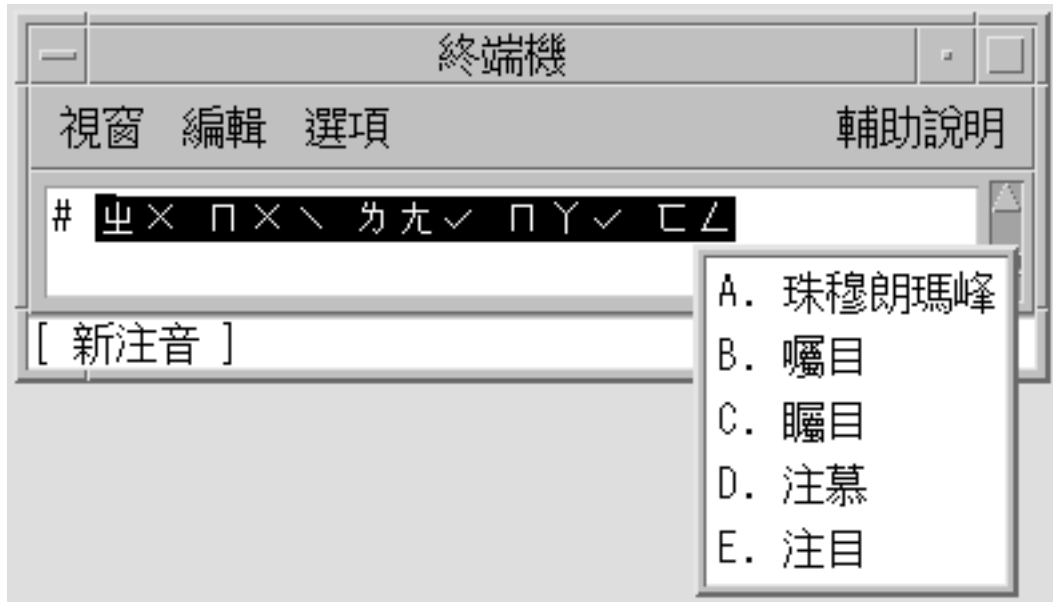 終端機
視窗 編輯 選項 輔助說明
# ㄓㄨ ㄇㄨˋ ㄌㄤˇ ㄇㄚˇ ㄈㄥ
A. 珠穆朗瑪峰
[ 新注音 ]
B. 囑目
C. 矚目
D. 注慕
E. 注目